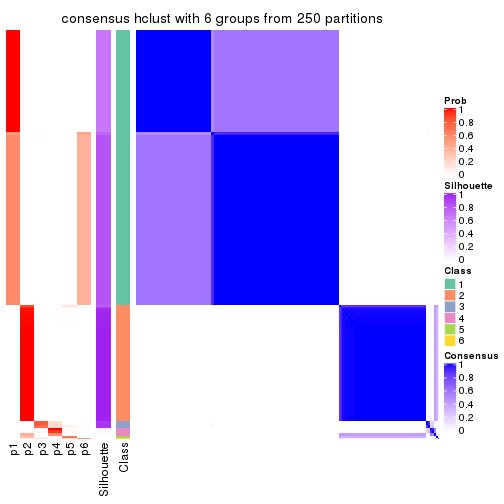 consensus hclust with 6 groups from 250 partitions
Prob
1
0.8
0.6
0.4
0.2
0
Silhouette
1
0.8
0.6
0.4
0.2
0
Class
1
2
3
4
5
6
Consensus
1
0.8
0.6
0.4
0.2
0
p1
p2
p3
p4
p5
p6
Silhouette
Class